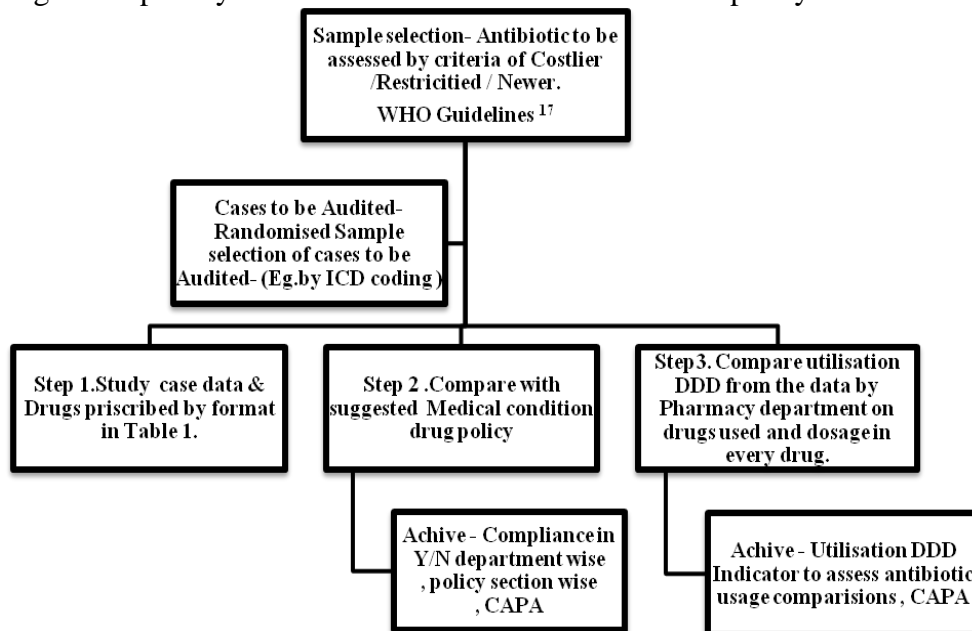 Sample selection- Antibiotic to be
assessed by criteria of Costlier
/Restricitied / Newer.
WHO Guidelines 17
Cases to be Audited-
Randomised Sample
selection of cases to be
Audited- (Eg.by ICD coding )
Step 1.Study case data &
Drugs priscribed by format
in Table 1.
Step 2 .Compare with
suggested Medical condition
drug policy
Step3. Compare utilisation
DDD from the data by
Pharmacy department on
drugs used and dosage in
every drug.
Achive - Compliance in
Y/N department wise
, policy section wise
, CAPA
Achive - Utilisation DDD
Indicator to assess antibiotic
usage comparisions , CAPA